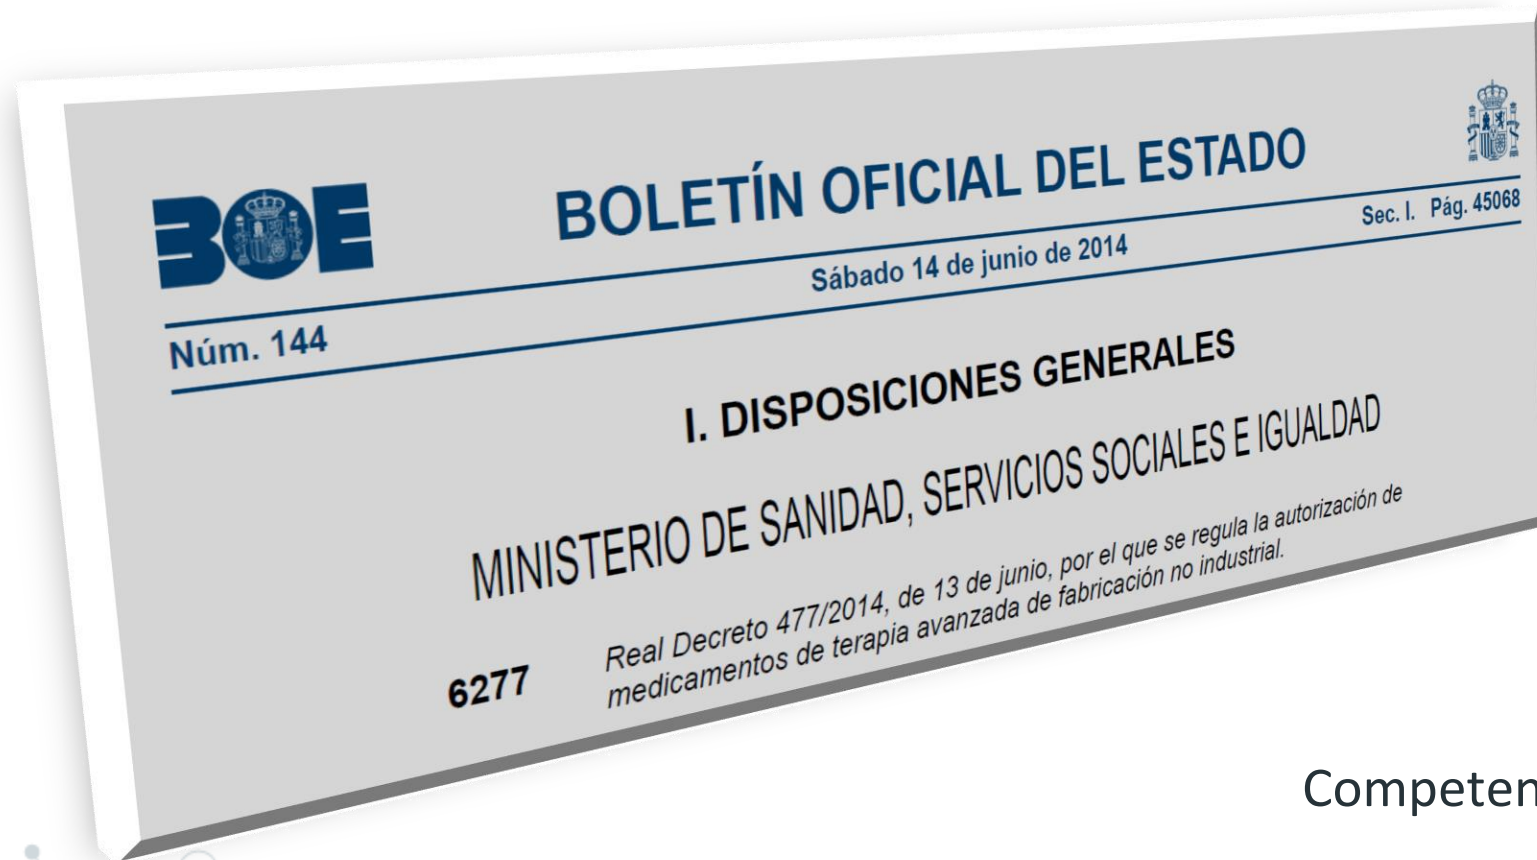 BOE
BOLETÍN OFICIAL DEL ESTADO
Núm. 144
Sábado 14 de junio de 2014
Sec. I. Pág. 45068
I. DISPOSICIONES GENERALES
MINISTERIO DE SANIDAD, SERVICIOS SOCIALES E IGUALDAD
6277
Real Decreto 477/2014, de 13 de junio, por el que se regula la autorización de
medicamentos de terapia avanzada de fabricación no industrial.